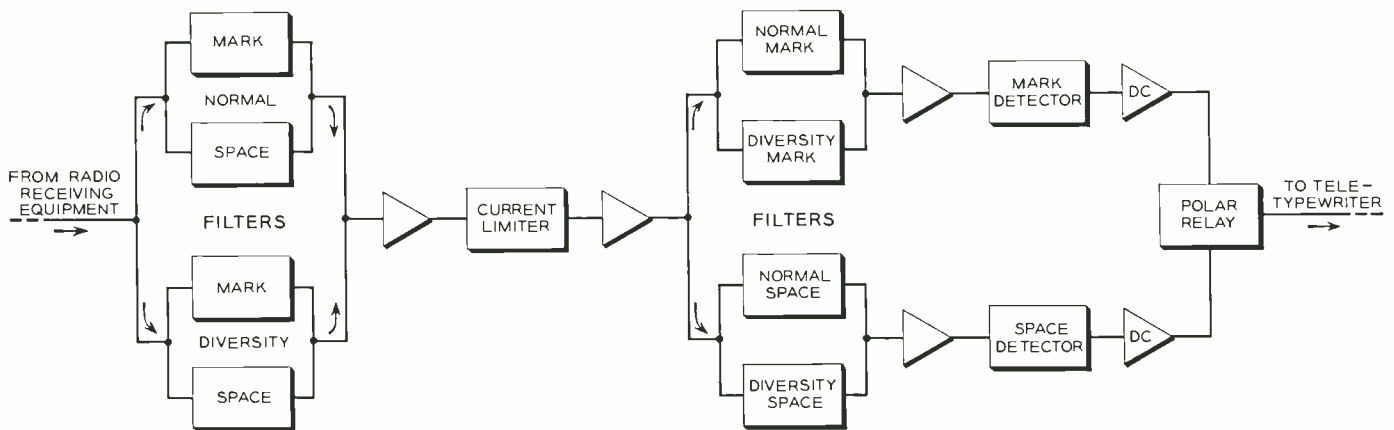 FROM RADIO
RECEIVING
EQUIPMENT
MARK
NORMAL
SPACE
FILTERS
MARK
DIVERSITY
SPACE
CURRENT
LIMITER
NORMAL
MARK
DIVERSITY
MARK
FILTERS
NORMAL
SPACE
DIVERSITY
SPACE
MARK
DETECTOR
DC
SPACE
DETECTOR
DC
POLAR
RELAY
TO TELE-
TYPEWRITER